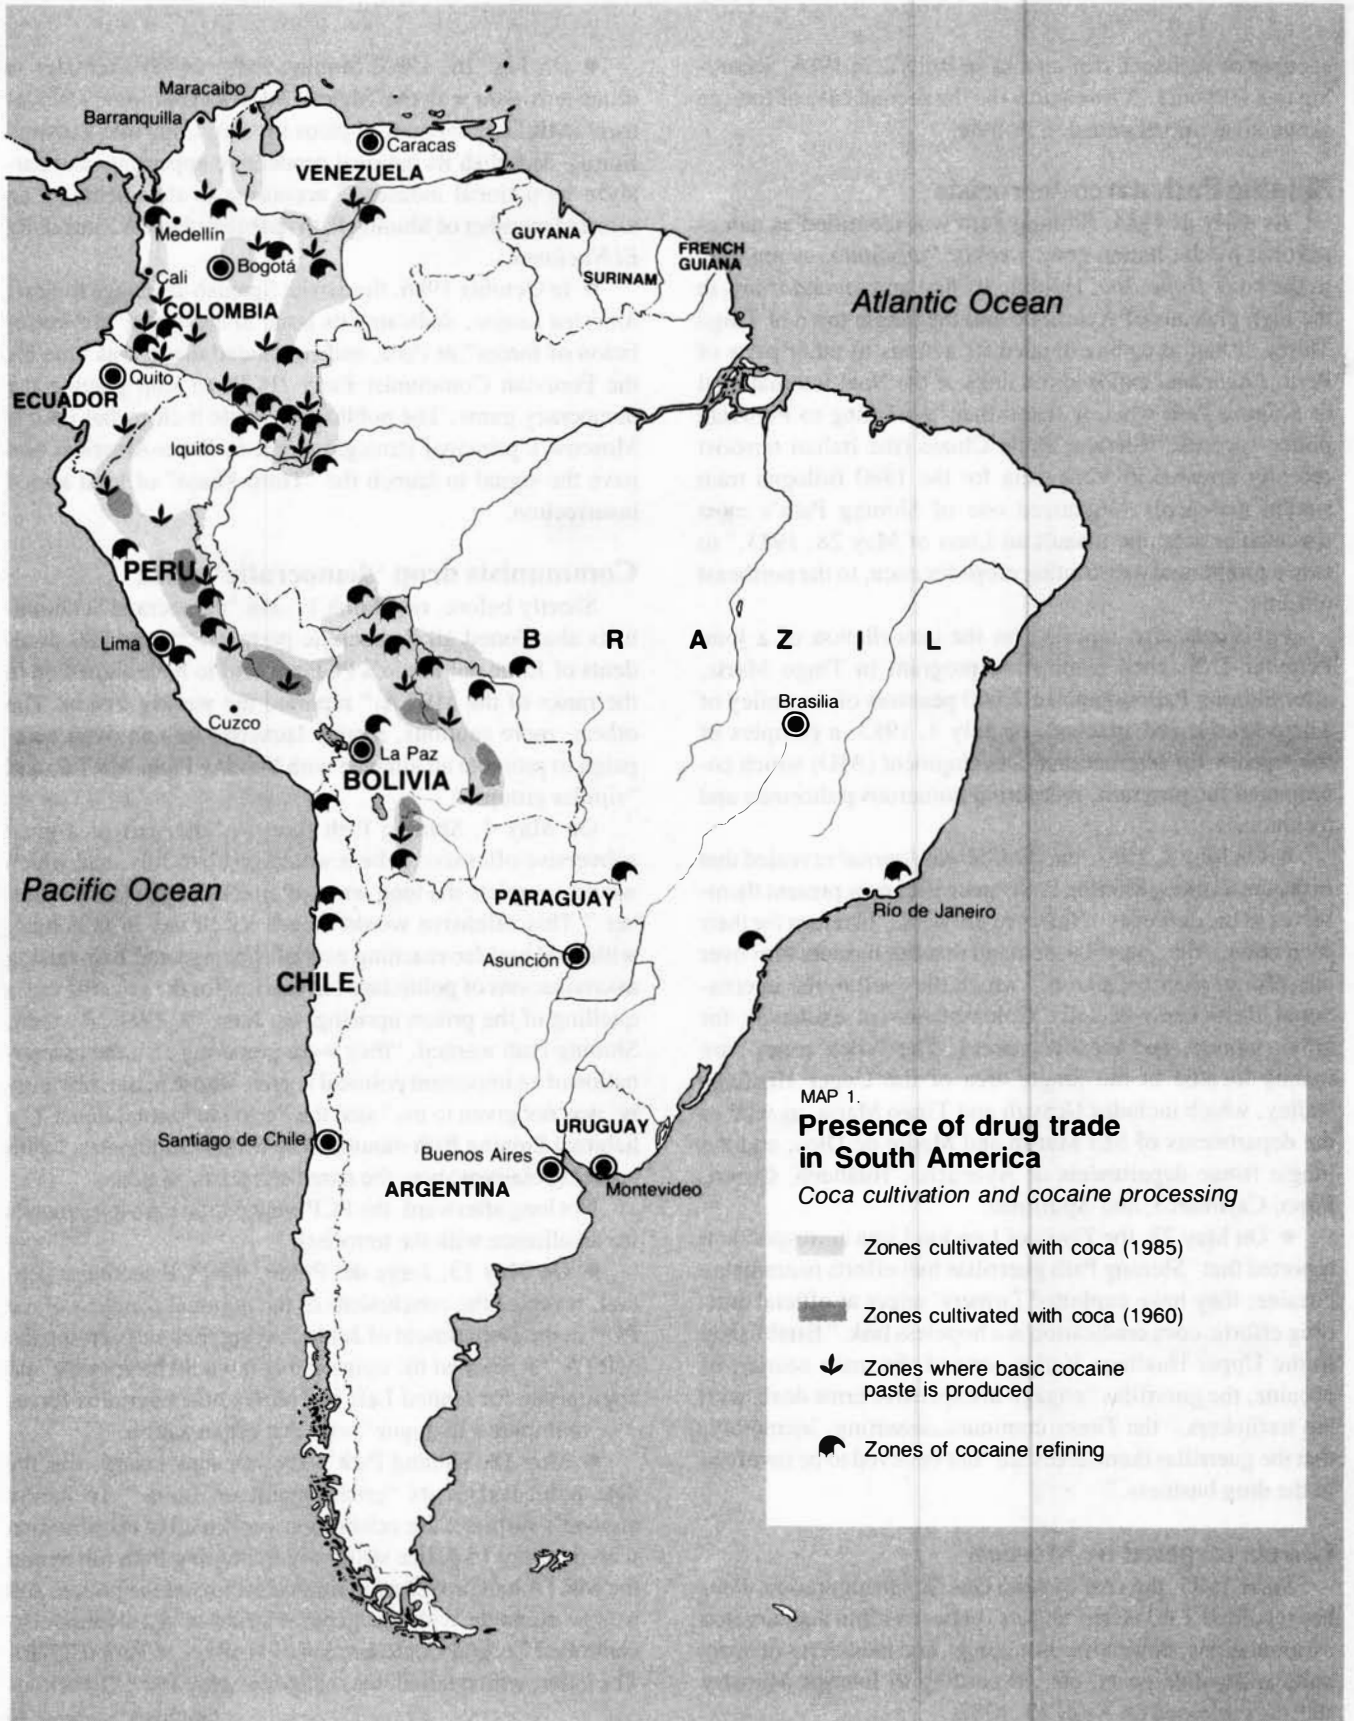 Maracaibo
Barranquilla
Caracas
VENEZUELA
Medellín
GUYANA
FRENCH
GUIANA
SURINAM
Bogotá
Cali
COLOMBIA
Atlantic Ocean
Quito
ECUADOR
Iquitos
PERU
Lima
B R A Z I L
Cuzco
Brasilia
La Paz
BOLIVIA
Pacific Ocean
PARAGUAY
Rio de Janeiro
Asunción
CHILE
Santiago de Chile
URUGUAY
Buenos Aires
ARGENTINA
Montevideo
MAP 1.
Presence of drug trade
in South America
Coca cultivation and cocaine processing
Zones cultivated with coca (1985)
Zones cultivated with coca (1960)
Zones where basic cocaine
paste is produced
Zones of cocaine refining